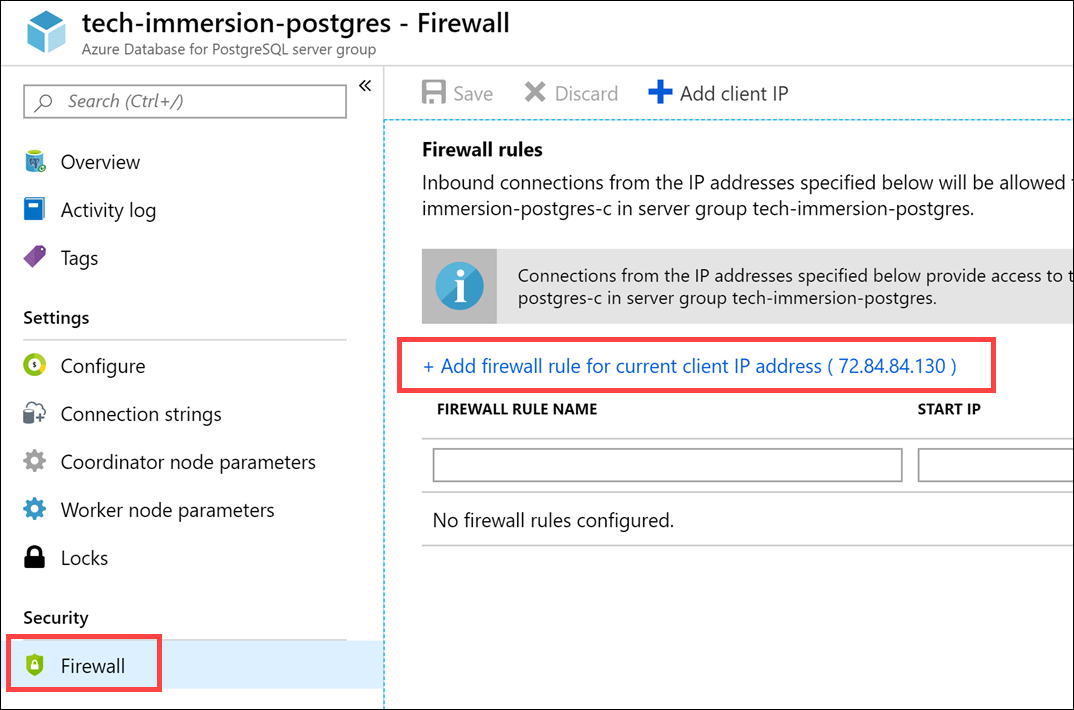 tech-immersion-postgres - Firewall
Azure Database for PostgreSQL server group
Search (Ctrl+/)
«
Overview
Activity log
Tags
Settings
Configure
Connection strings
Coordinator node parameters
Worker node parameters
Locks
Security
Firewall
Save Discard + Add client IP
Firewall rules
Inbound connections from the IP addresses specified below will be allowed
immersion-postgres-c in server group tech-immersion-postgres.
Connections from the IP addresses specified below provide access to
postgres-c in server group tech-immersion-postgres.
+ Add firewall rule for current client IP address ( 72.84.84.130 )
FIREWALL RULE NAME START IP
No firewall rules configured.